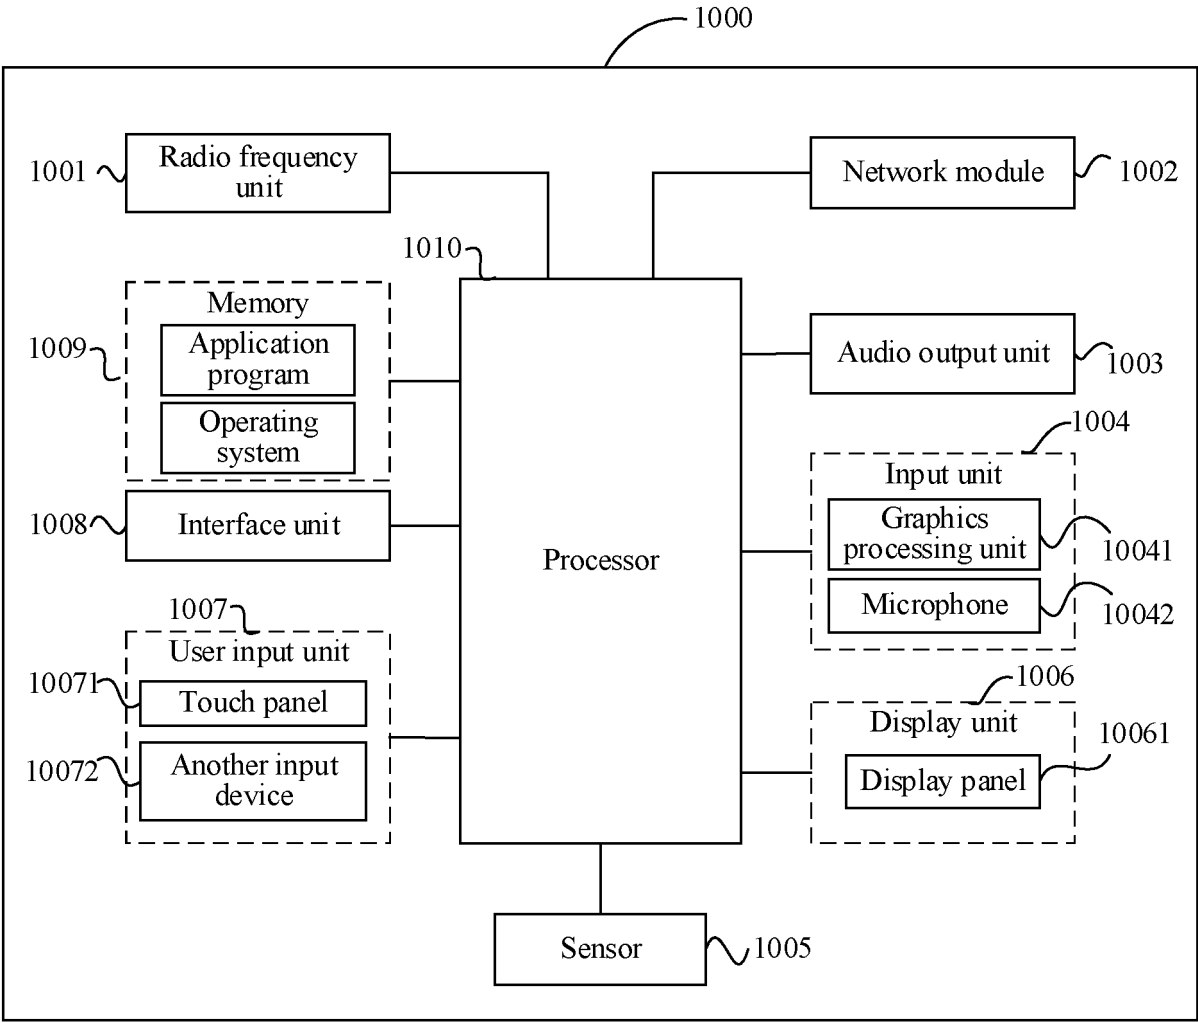 1000
1001
Radio frequency
unit
Network module
1002
1010
1009
Memory
Application
program
Operating
system
Audio output unit
1003
1004
Input unit
Graphics
processing unit
10041
Microphone
10042
1008
Interface unit
Processor
1007
User input unit
10071
Touch panel
10072
Another input
device
1006
Display unit
10061
Display panel
Sensor
1005